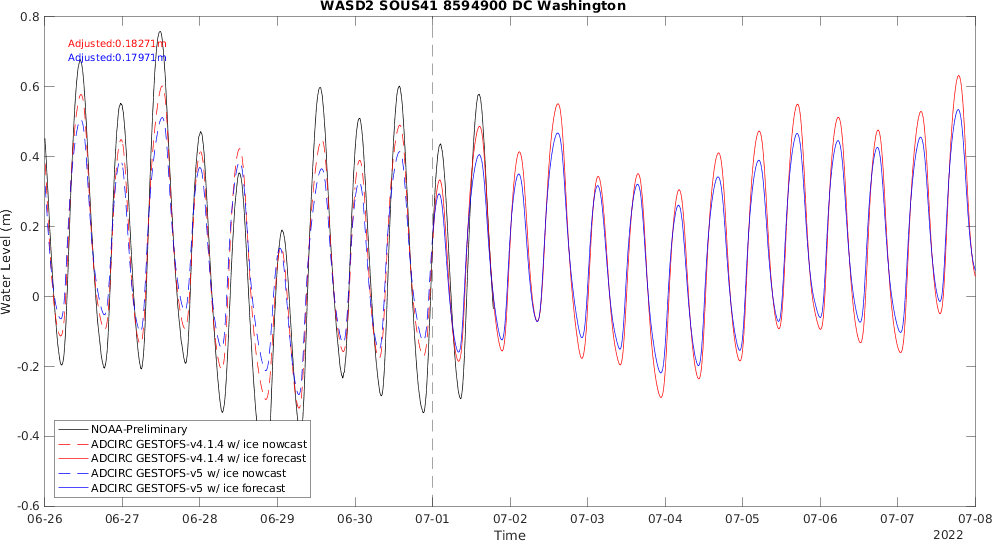 WASD2 SOUS41 8594900 DC Washington
Adjusted:0.18271m
Adjusted:0.17971m
0.8
0.6
0.4
0.2
0
-0.2
-0.4
-0.6
Water Level (m)
NOAA-Preliminary
ADCIRC GESTOFS-v4.1.4 w/ ice nowcast
ADCIRC GESTOFS-v4.1.4 w/ ice forecast
ADCIRC GESTOFS-v5 w/ ice nowcast
ADCIRC GESTOFS-v5 w/ ice forecast
06-26 06-27 06-28 06-29 06-30 07-01 07-02 07-03 07-04 07-05 07-06 07-07 07-08
Time
2022